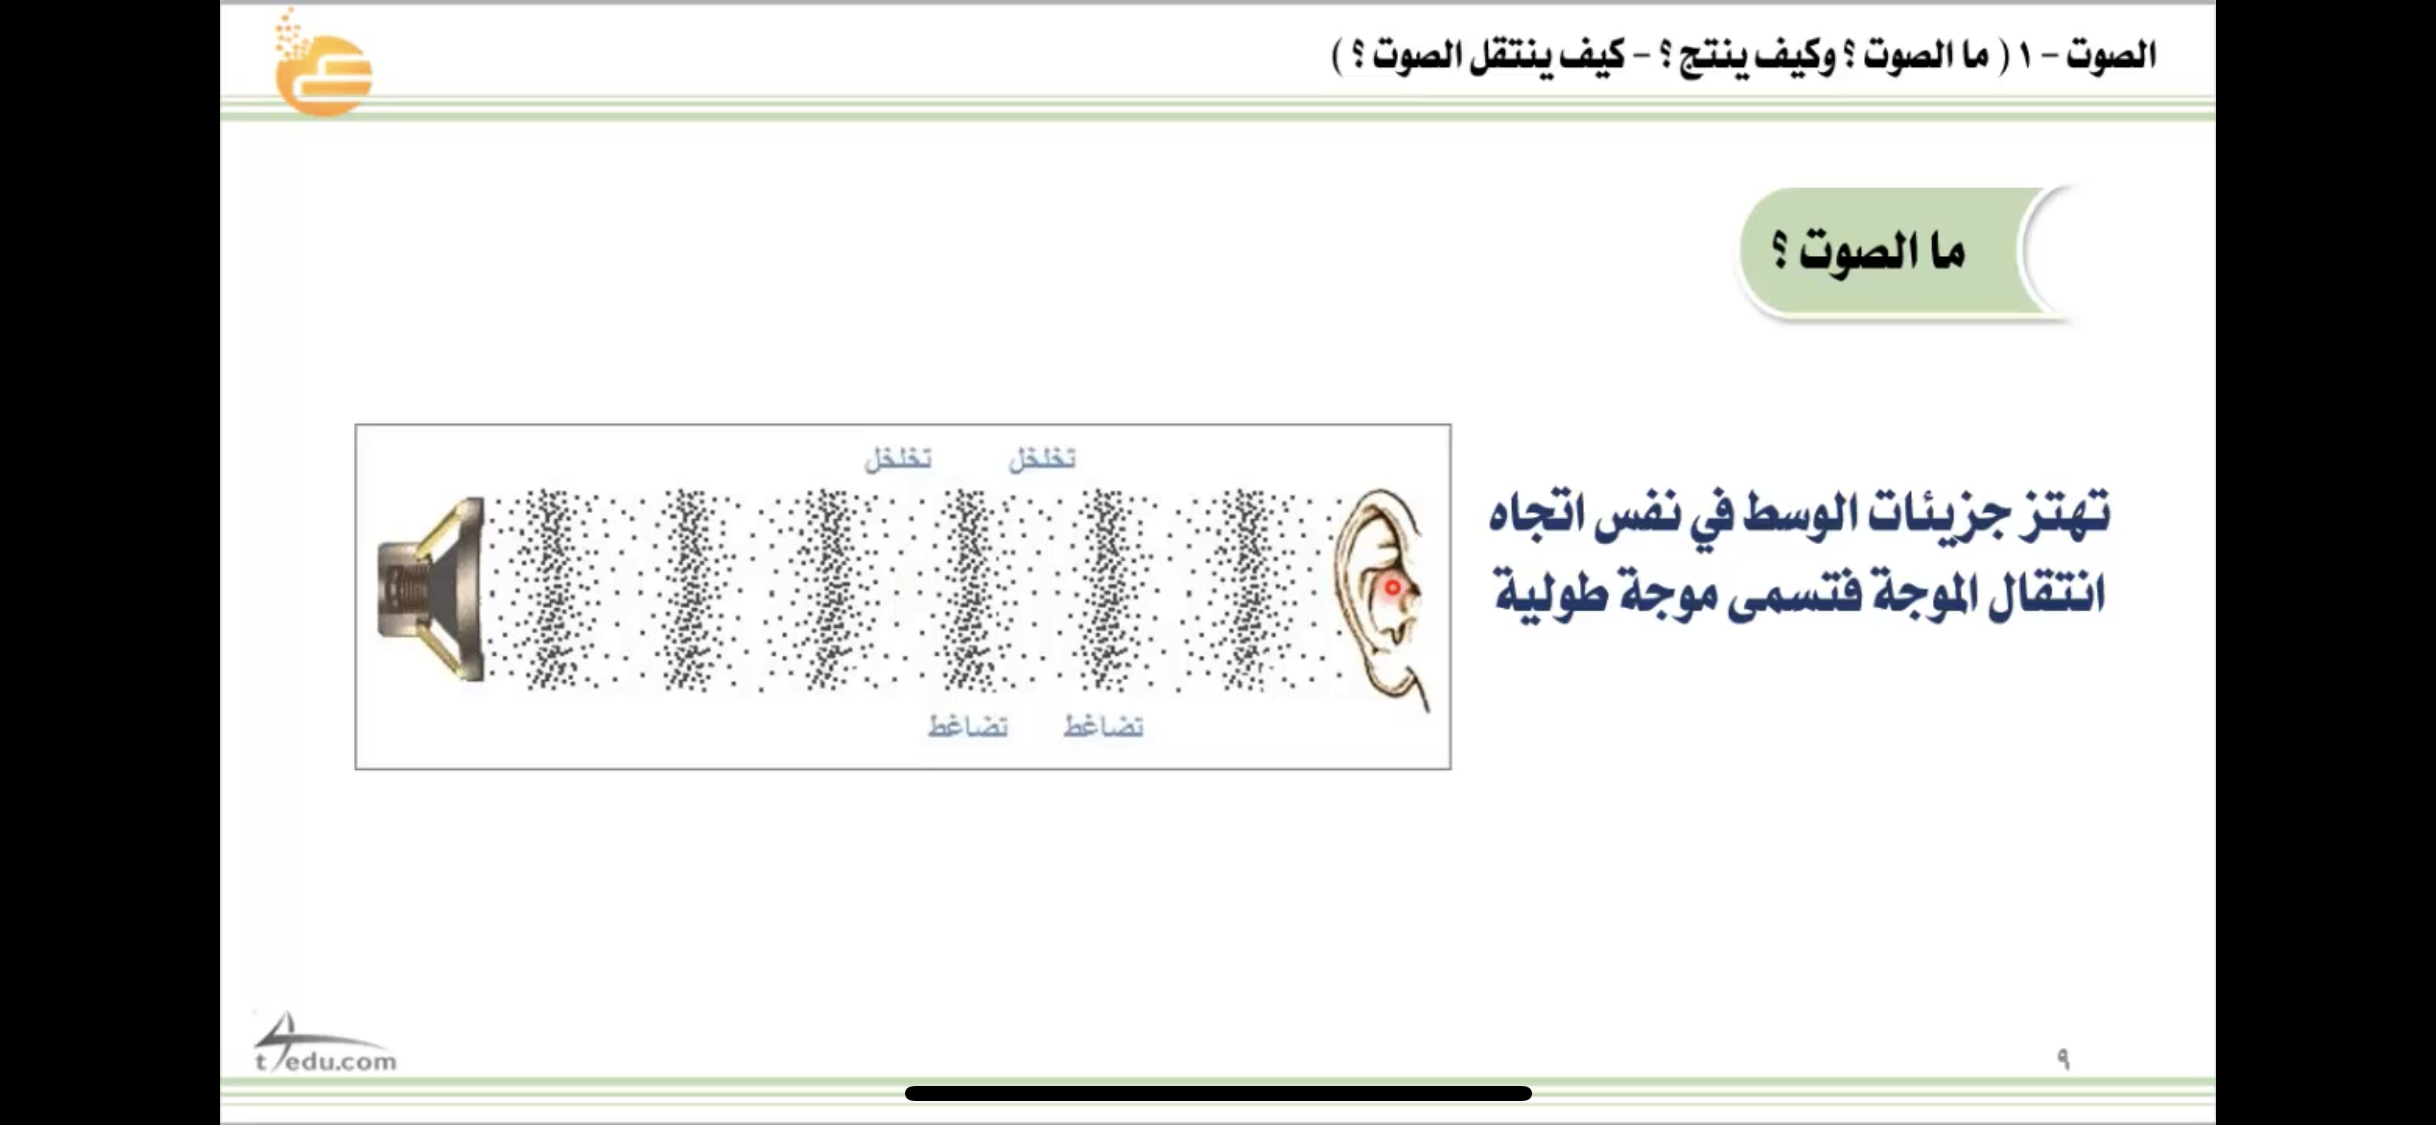 الصوت – ١ ( ما الصوت ؟ وكيف ينتج ؟ – كيف ينتقل الصوت ؟ )
ما الصوت ؟
تهتز جزيئات الوسط في نفس اتجاه
انتقال الموجة فتسمى موجة طولية
تخلخل تخلخل
تضاغط تضاغط
t4edu.com
٩